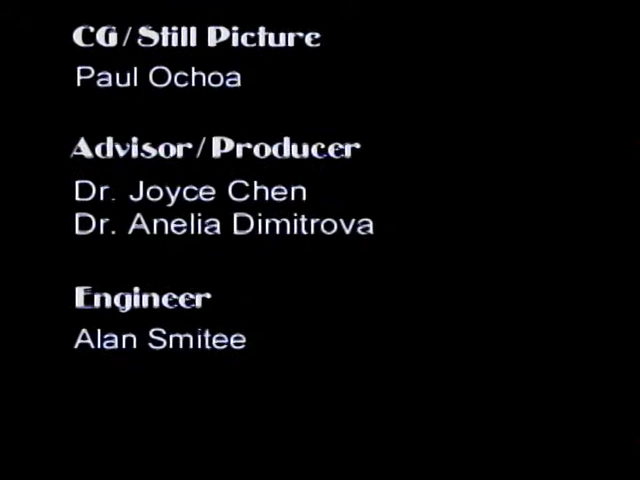 CG/Still Picture
Paul Ochoa
Advisor/Producer
Dr. Joyce Chen
Dr. Anelia Dimitrova
Engineer
Alan Smitee